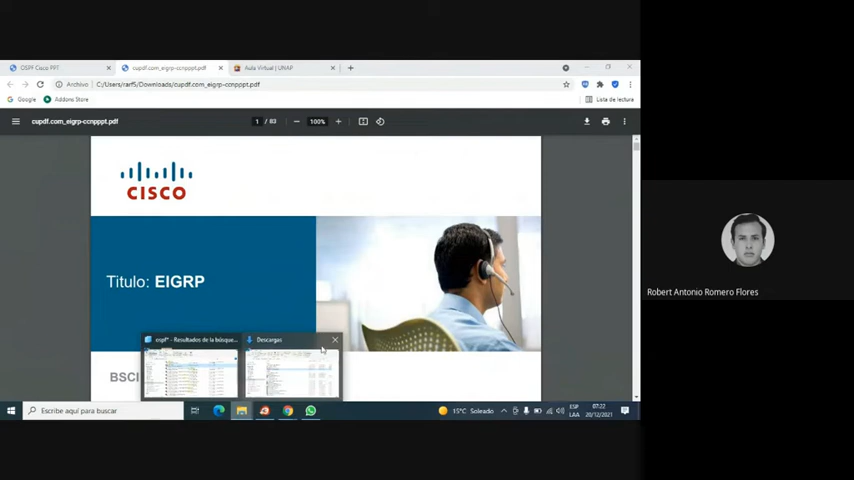 OSPF Cisco PPT
cupdf.com_eigrp-ccnpppt.pdf
Aula Virtual | UNAP
Archivo
C:/Users/rarf5/Downloads/cupdf.com_eigrp-ccnpppt.pdf
Google
Addons Store
Lista de lectura
cupdf.com_eigrp-ccnpppt.pdf
1 / 83
100%
CISCO
Titulo: EIGRP
Robert Antonio Romero Flores
ospf* - Resultados de la búsque...
Descargas
BSCI
Escribe aquí para buscar
15°C Soleado
ESP
LAA
07:22
20/12/2021